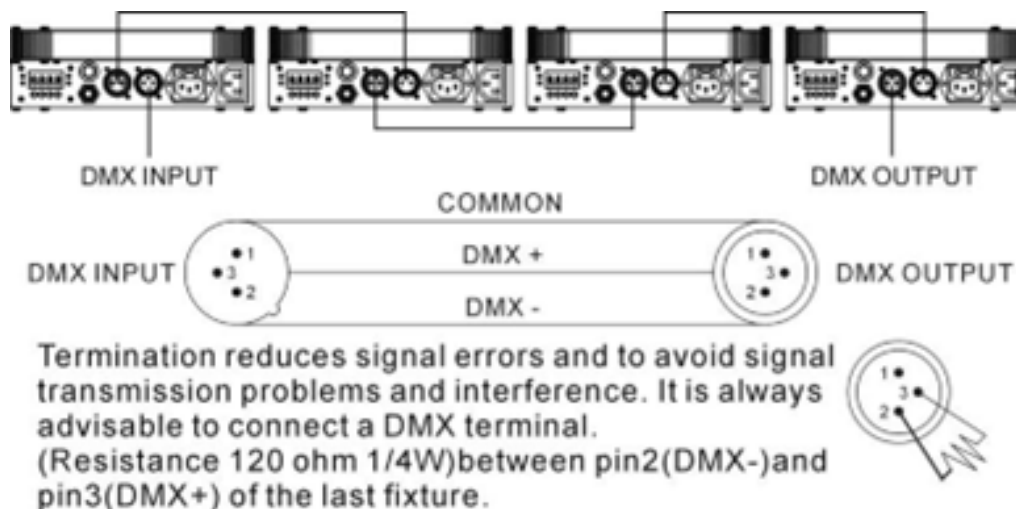 DMX INPUT
DMX OUTPUT
COMMON
DMX INPUT
1
3
2
DMX +
DMX -
1
3
2
DMX OUTPUT
Termination reduces signal errors and to avoid signal
transmission problems and interference. It is always
advisable to connect a DMX terminal.
(Resistance 120 ohm 1/4W)between pin2(DMX-)and
pin3(DMX+) of the last fixture.
1
3
2